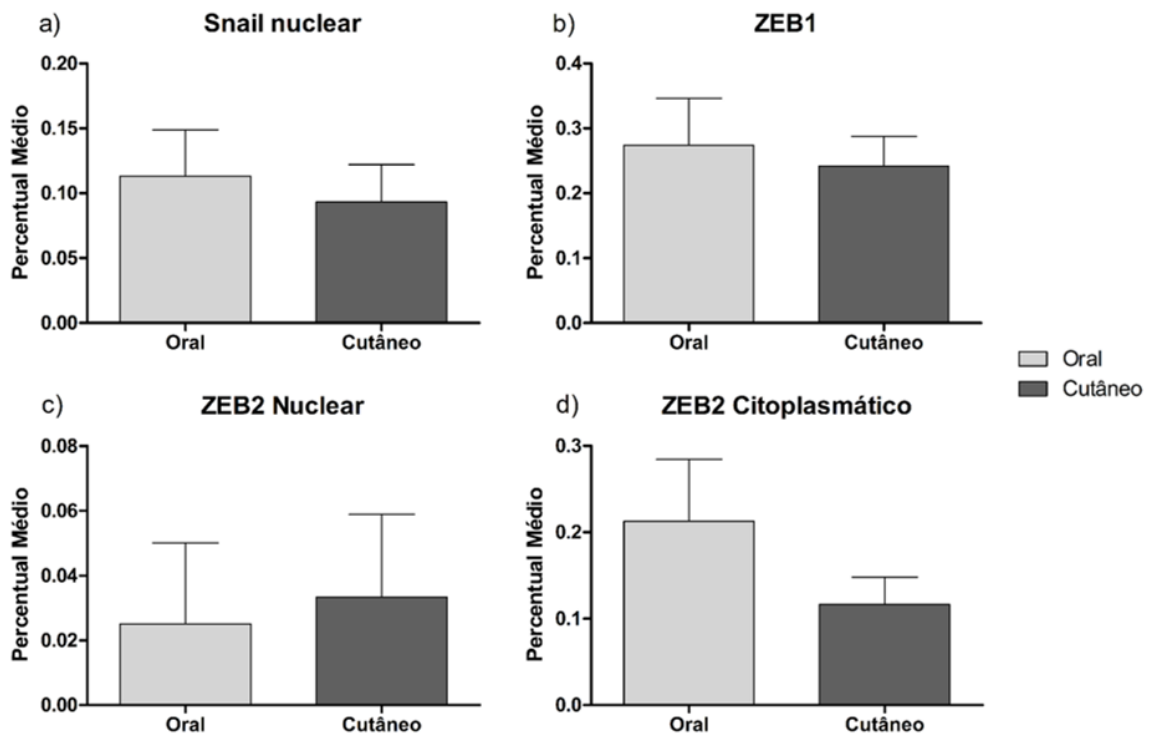 a)
Snail nuclear
Percentual Médio
0.20
0.15
0.10
0.05
0.00
Oral
Cutâneo
b)
ZEB1
Percentual Médio
0.4
0.3
0.2
0.1
0.0
Oral
Cutâneo
Oral
Cutâneo
c)
ZEB2 Nuclear
Percentual Médio
0.08
0.06
0.04
0.02
0.00
Oral
Cutâneo
d)
ZEB2 Citoplasmático
Percentual Médio
0.3
0.2
0.1
0.0
Oral
Cutâneo